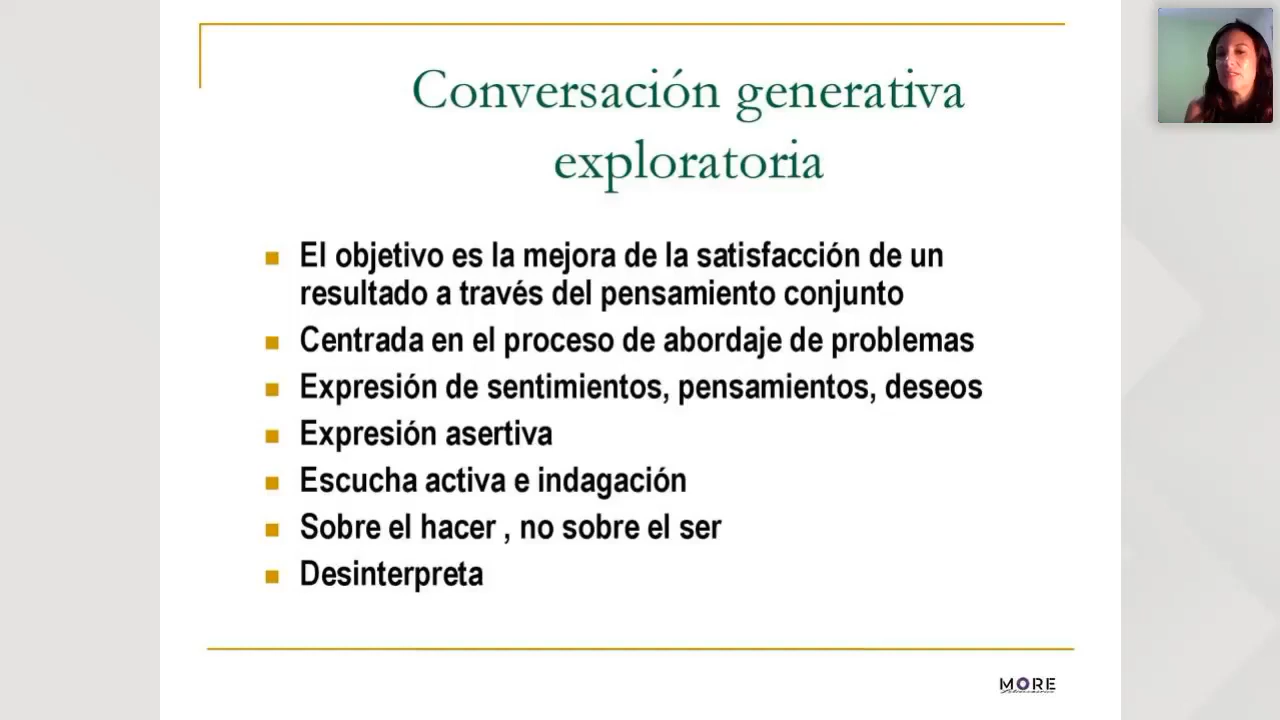 Conversación generativa
exploratoria
El objetivo es la mejora de la satisfacción de un
resultado a través del pensamiento conjunto
Centrada en el proceso de abordaje de problemas
Expresión de sentimientos, pensamientos, deseos
Expresión asertiva
Escucha activa e indagación
Sobre el hacer , no sobre el ser
Desinterpreta
MORE